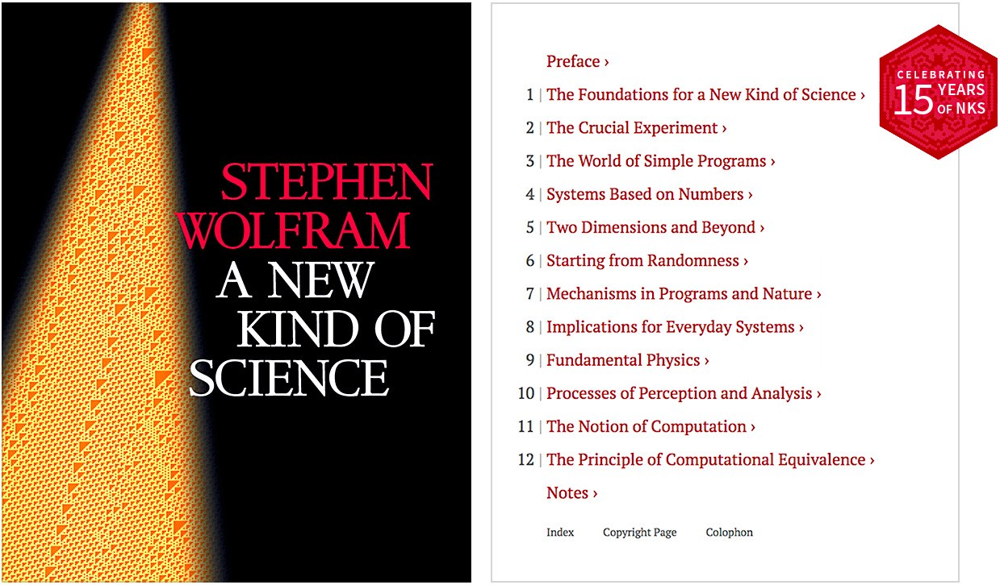 STEPHEN
WOLFRAM
A NEW
KIND OF
SCIENCE
Preface ›
1 | The Foundations for a New Kind of Science ›
2 | The Crucial Experiment ›
3 | The World of Simple Programs ›
4 | Systems Based on Numbers ›
5 | Two Dimensions and Beyond ›
6 | Starting from Randomness ›
7 | Mechanisms in Programs and Nature ›
8 | Implications for Everyday Systems ›
9 | Fundamental Physics ›
10 | Processes of Perception and Analysis ›
11 | The Notion of Computation ›
12 | The Principle of Computational Equivalence ›
Notes ›
Index Copyright Page Colophon
CELEBRATING
15 YEARS
OF NKS